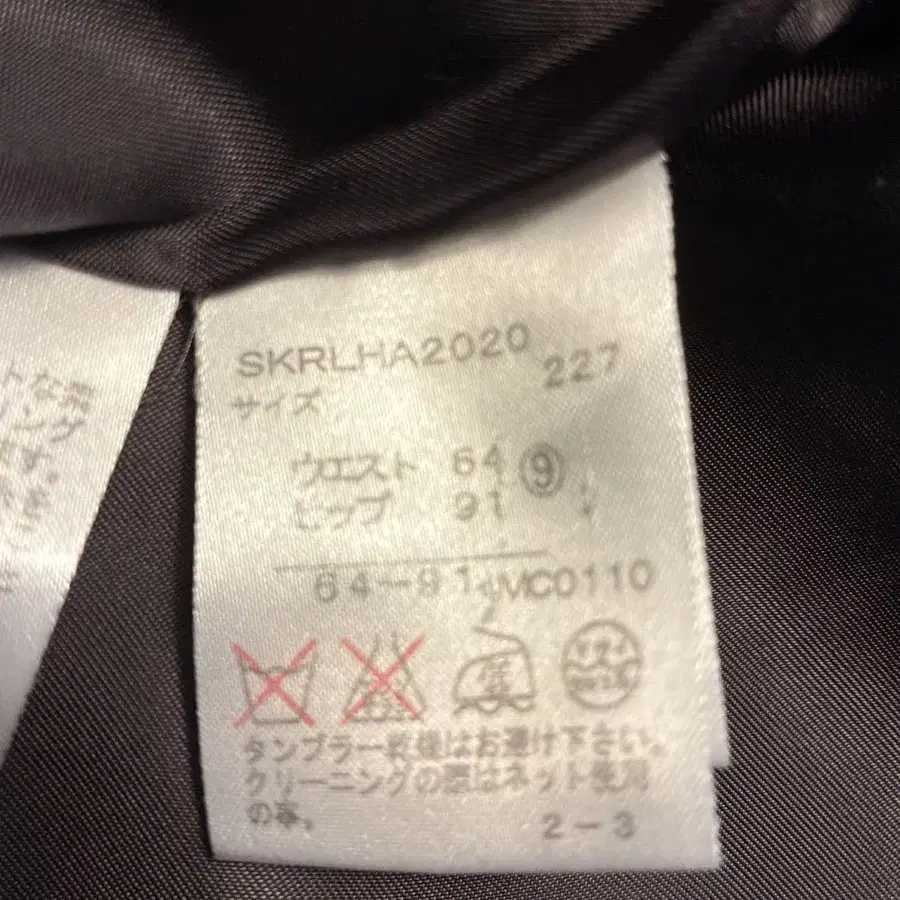 SKRLHA2020 227
サイズ
ウエスト 64 ⑨
ヒップ 91
64-91 MC0110
タンブラー乾燥はお避け下さい。
クリーニングの際はネット使用
の事。
2-3